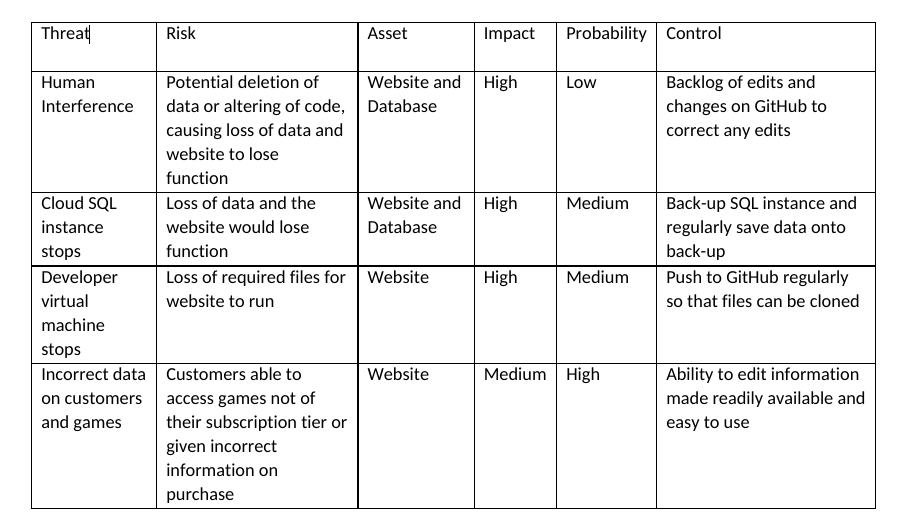 Threat
Risk
Asset
Impact
Probability
Control
Human
Interference
Potential deletion of
data or altering of code,
causing loss of data and
website to lose
function
Website and
Database
High
Low
Backlog of edits and
changes on GitHub to
correct any edits
Cloud SQL
instance
stops
Loss of data and the
website would lose
function
Website and
Database
High
Medium
Back-up SQL instance and
regularly save data onto
back-up
Developer
virtual
machine
stops
Loss of required files for
website to run
Website
High
Medium
Push to GitHub regularly
so that files can be cloned
Incorrect data
on customers
and games
Customers able to
access games not of
their subscription tier or
given incorrect
information on
purchase
Website
Medium
High
Ability to edit information
made readily available and
easy to use